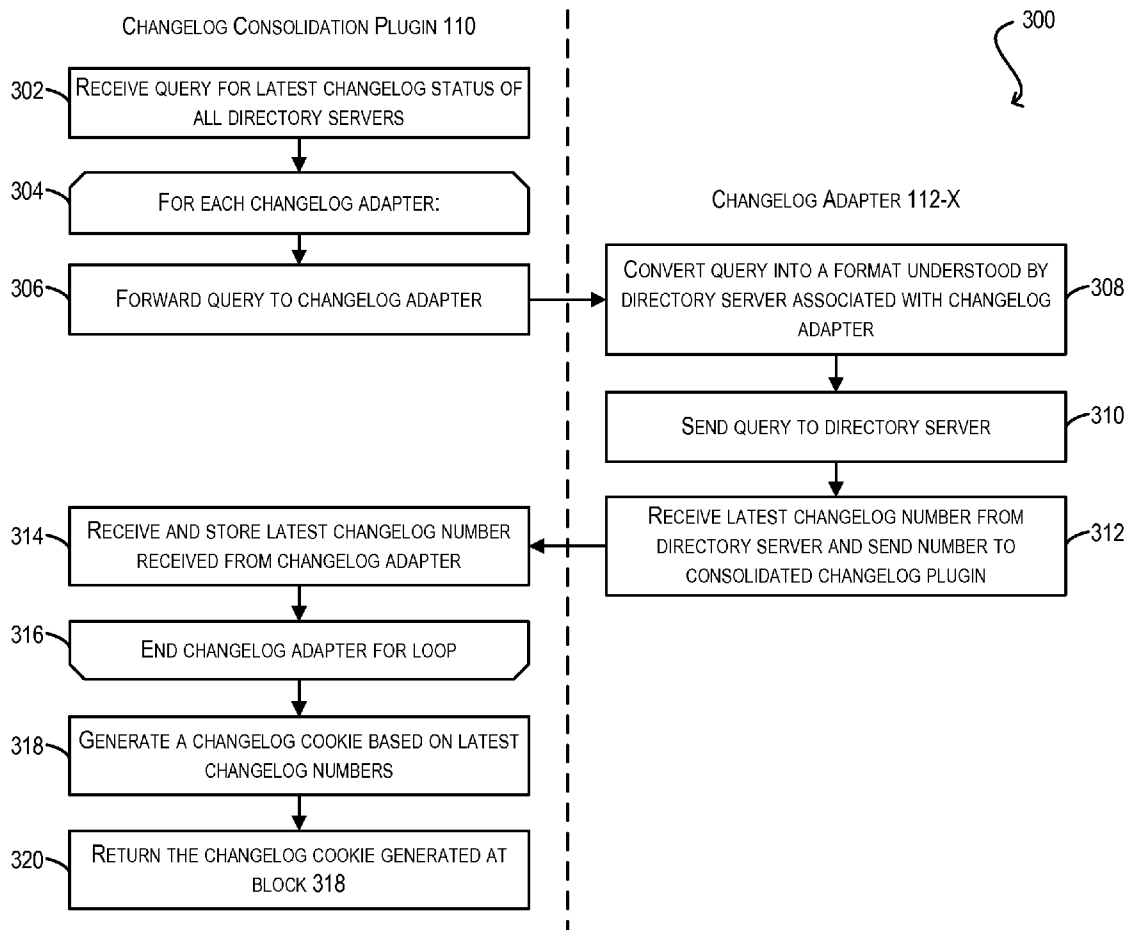 CHANGELOG CONSOLIDATION PLUGIN 110
300
302
RECEIVE QUERY FOR LATEST CHANGELOG STATUS OF
ALL DIRECTORY SERVERS
304
FOR EACH CHANGELOG ADAPTER:
CHANGELOG ADAPTER 112-X
306
FORWARD QUERY TO CHANGELOG ADAPTER
CONVERT QUERY INTO A FORMAT UNDERSTOOD BY
DIRECTORY SERVER ASSOCIATED WITH CHANGELOG
ADAPTER
308
SEND QUERY TO DIRECTORY SERVER
310
RECEIVE LATEST CHANGELOG NUMBER FROM
DIRECTORY SERVER AND SEND NUMBER TO
CONSOLIDATED CHANGELOG PLUGIN
312
314
RECEIVE AND STORE LATEST CHANGELOG NUMBER
RECEIVED FROM CHANGELOG ADAPTER
316
END CHANGELOG ADAPTER FOR LOOP
318
GENERATE A CHANGELOG COOKIE BASED ON LATEST
CHANGELOG NUMBERS
320
RETURN THE CHANGELOG COOKIE GENERATED AT
BLOCK 318